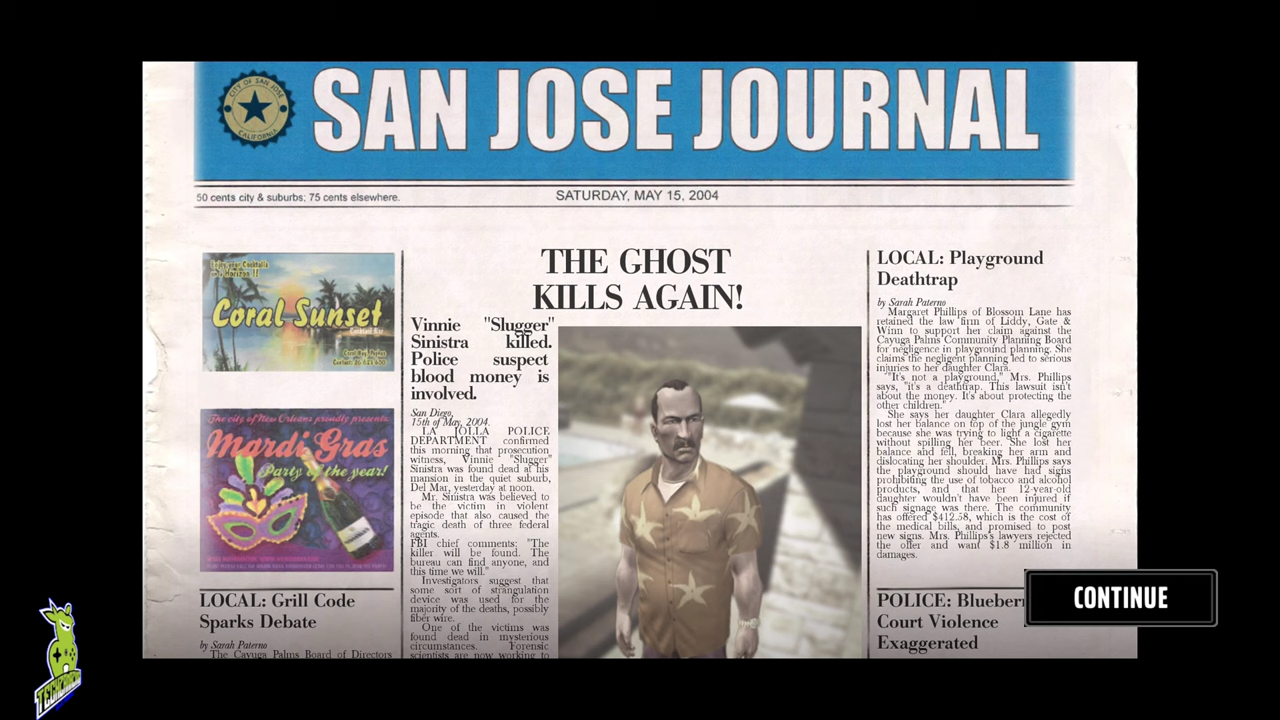 CITY OF SAN JOSE
CALIFORNIA
SAN JOSE JOURNAL
50 cents city & suburbs; 75 cents elsewhere.
SATURDAY, MAY 15, 2004
Enjoy your Cocktails
on a Horizon !!
Coral Sunset
Cocktail Bar
The city of New Orleans proudly presents
Mardi Gras
Party of the year!
LOCAL: Grill Code
Sparks Debate
by Sarah Paterno
The Cayuga Palms Board of Directors
THE GHOST
KILLS AGAIN!
Vinnie "Slugger"
Sinistra killed.
Police suspect
blood money is
involved.
San Diego,
15th of May, 2004.
LA JOLLA POLICE
DEPARTMENT confirmed
this morning that prosecution
witness, Vinnie "Slugger"
Sinistra was found dead at his
mansion in the quiet suburb,
Del Mar, yesterday at noon.
Mr. Sinistra was believed to
be the victim in violent
episode that also caused the
tragic death of three federal
agents.
FBI chief comments: "The
killer will be found. The
bureau can find anyone, and
this time we will."
Investigators suggest that
some sort of strangulation
device was used for the
majority of the deaths, possibly
fiber wire.
One of the victims was
found dead in mysterious
circumstances. Forensic
scientists are now working to
LOCAL: Playground
Deathtrap
by Sarah Paterno
Margaret Phillips of Blossom Lane has
retained the law firm of Liddy, Gate &
Winn to support her claim against the
Cayuga Palms Community Planning Board
for negligence in playground planning. She
claims the negligent planning led to serious
injuries to her daughter Clara.
"It's not a playground," Mrs. Phillips
says, "it's a deathtrap. This lawsuit isn't
about the money. It's about protecting the
other children."
She says her daughter Clara allegedly
lost her balance on top of the jungle gym
because she was trying to light a cigarette
without spilling her beer. She lost her
balance and fell, breaking her arm and
dislocating her shoulder. Mrs. Phillips says
the playground should have had signs
prohibiting the use of tobacco and alcohol
products, and that her 12-year-old
daughter wouldn't have been injured if
such signage was there. The community
has offered $412.58, which is the cost of
the medical bills, and promised to post
new signs. Mrs. Phillips's lawyers rejected
the offer and want $1.8 million in
damages.
POLICE:
Court Violence
Exaggerated
CONTINUE